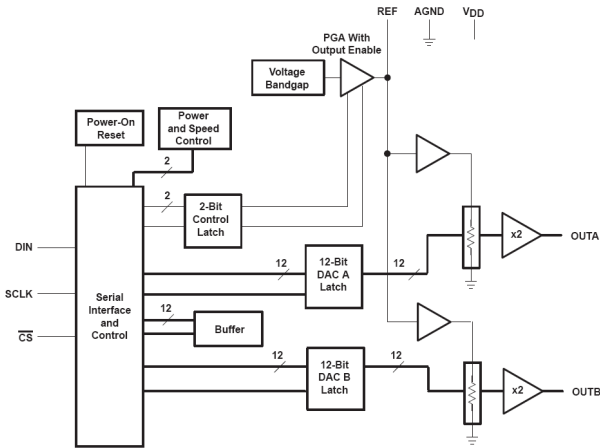 REF AGND VDD
PGA With
Output Enable
Voltage
Bandgap
Power-On
Reset
Power
and Speed
Control
2
2
2-Bit
Control
Latch
x2
OUTA
DIN
SCLK
CS
Serial
Interface
and
Control
12
12-Bit
DAC A
Latch
12
12
Buffer
12
12-Bit
DAC B
Latch
12
x2
OUTB